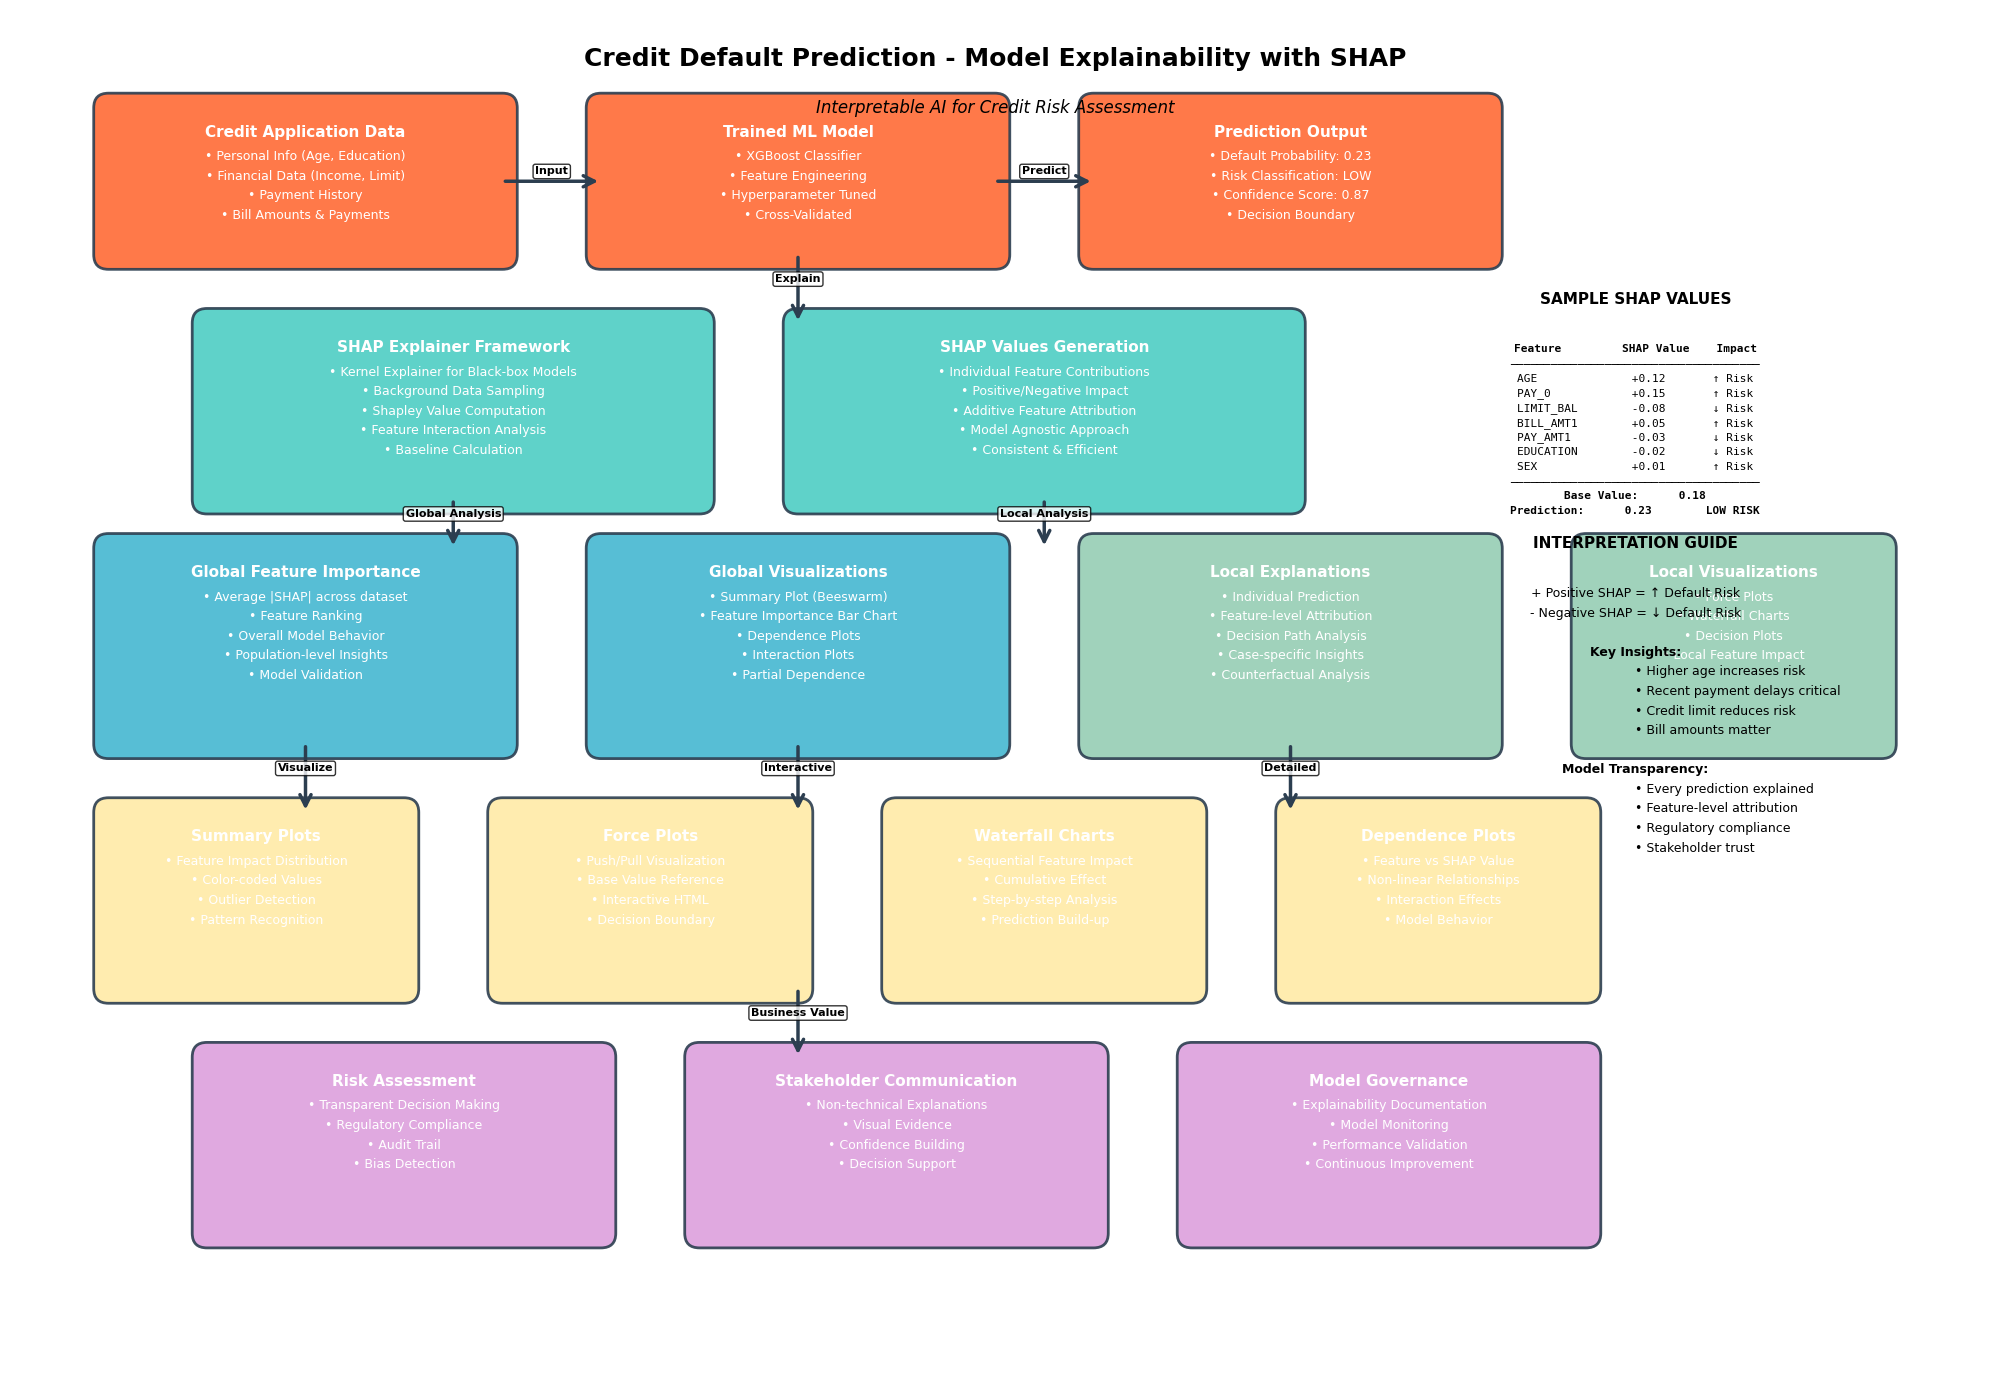 Credit Default Prediction - Model Explainability with SHAP
Interpretable AI for Credit Risk Assessment
Credit Application Data
• Personal Info (Age, Education)
• Financial Data (Income, Limit)
• Payment History
• Bill Amounts & Payments
Input
Trained ML Model
• XGBoost Classifier
• Feature Engineering
• Hyperparameter Tuned
• Cross-Validated
Predict
Prediction Output
• Default Probability: 0.23
• Risk Classification: LOW
• Confidence Score: 0.87
• Decision Boundary
Explain
SHAP Explainer Framework
• Kernel Explainer for Black-box Models
• Background Data Sampling
• Shapley Value Computation
• Feature Interaction Analysis
• Baseline Calculation
SHAP Values Generation
• Individual Feature Contributions
• Positive/Negative Impact
• Additive Feature Attribution
• Model Agnostic Approach
• Consistent & Efficient
SAMPLE SHAP VALUES
Feature SHAP Value Impact
AGE +0.12 ↑ Risk
PAY_0 +0.15 ↑ Risk
LIMIT_BAL -0.08 ↓ Risk
BILL_AMT1 +0.05 ↑ Risk
PAY_AMT1 -0.03 ↓ Risk
EDUCATION -0.02 ↓ Risk
SEX +0.01 ↑ Risk
Base Value: 0.18
Prediction: 0.23 LOW RISK
Global Analysis
Local Analysis
Global Feature Importance
• Average |SHAP| across dataset
• Feature Ranking
• Overall Model Behavior
• Population-level Insights
• Model Validation
Global Visualizations
• Summary Plot (Beeswarm)
• Feature Importance Bar Chart
• Dependence Plots
• Interaction Plots
• Partial Dependence
Local Explanations
• Individual Prediction
• Feature-level Attribution
• Decision Path Analysis
• Case-specific Insights
• Counterfactual Analysis
Local Visualizations
Plots
Charts
• Decision Plots
Local Feature Impact
INTERPRETATION GUIDE
+ Positive SHAP = ↑ Default Risk
- Negative SHAP = ↓ Default Risk
Key Insights:
• Higher age increases risk
• Recent payment delays critical
• Credit limit reduces risk
• Bill amounts matter
Model Transparency:
• Every prediction explained
• Feature-level attribution
• Regulatory compliance
• Stakeholder trust
Visualize
Interactive
Detailed
Summary Plots
• Feature Impact Distribution
• Color-coded Values
• Outlier Detection
• Pattern Recognition
Force Plots
• Push/Pull Visualization
• Base Value Reference
• Interactive HTML
• Decision Boundary
Waterfall Charts
• Sequential Feature Impact
• Cumulative Effect
• Step-by-step Analysis
• Prediction Build-up
Dependence Plots
• Feature vs SHAP Value
• Non-linear Relationships
• Interaction Effects
• Model Behavior
Business Value
Risk Assessment
• Transparent Decision Making
• Regulatory Compliance
• Audit Trail
• Bias Detection
Stakeholder Communication
• Non-technical Explanations
• Visual Evidence
• Confidence Building
• Decision Support
Model Governance
• Explainability Documentation
• Model Monitoring
• Performance Validation
• Continuous Improvement